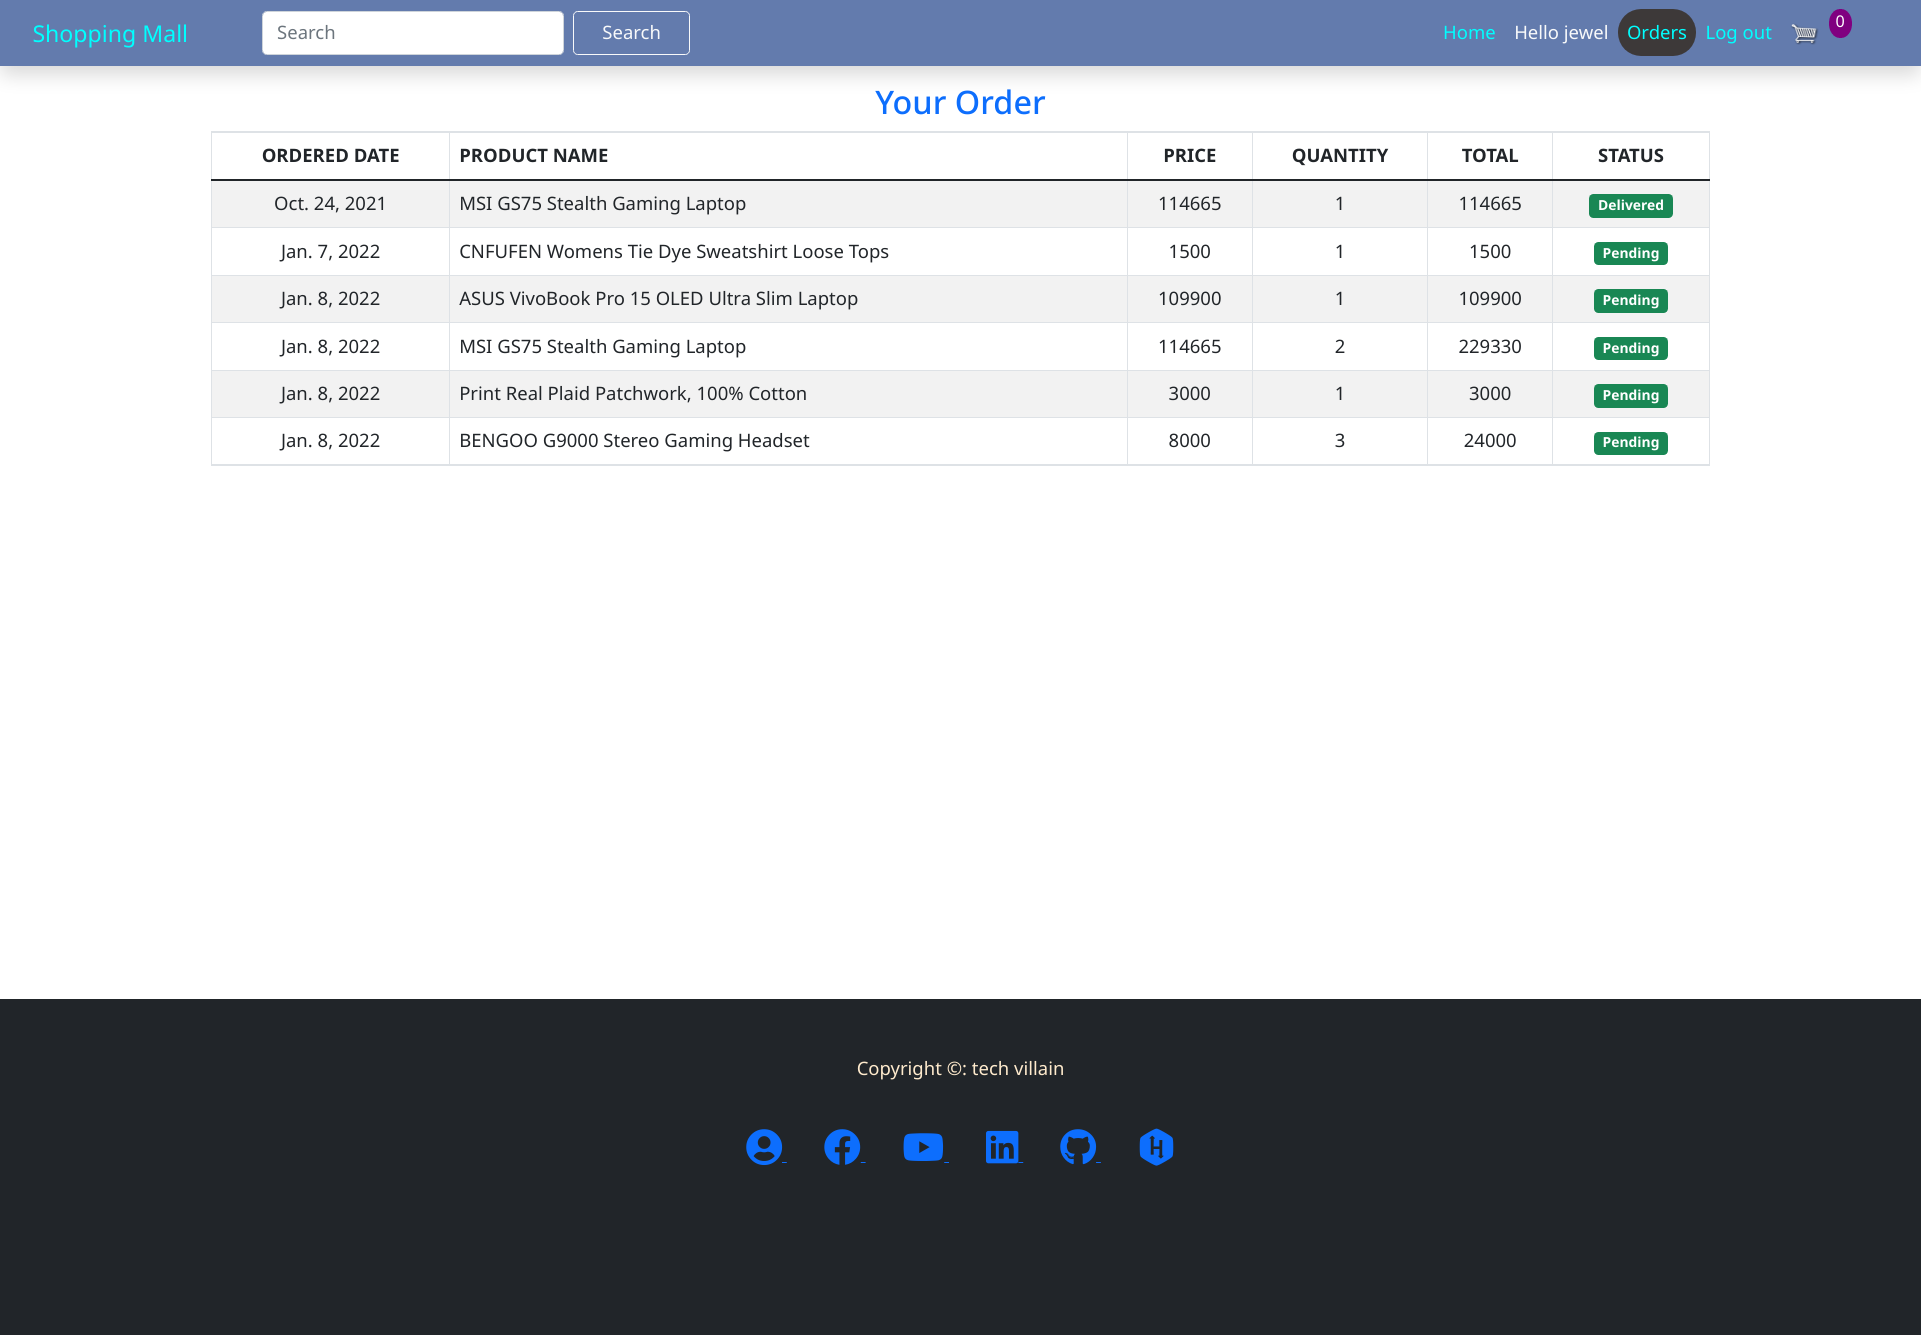 Shopping Mall Search Search Home Hello jewel Orders Log out 0
Your Order
ORDERED DATE PRODUCT NAME PRICE QUANTITY TOTAL STATUS
Oct. 24, 2021 MSI GS75 Stealth Gaming Laptop 114665 1 114665 Delivered
Jan. 7, 2022 CNFUFEN Womens Tie Dye Sweatshirt Loose Tops 1500 1 1500 Pending
Jan. 8, 2022 ASUS VivoBook Pro 15 OLED Ultra Slim Laptop 109900 1 109900 Pending
Jan. 8, 2022 MSI GS75 Stealth Gaming Laptop 114665 2 229330 Pending
Jan. 8, 2022 Print Real Plaid Patchwork, 100% Cotton 3000 1 3000 Pending
Jan. 8, 2022 BENGOO G9000 Stereo Gaming Headset 8000 3 24000 Pending
Copyright ©: tech villain